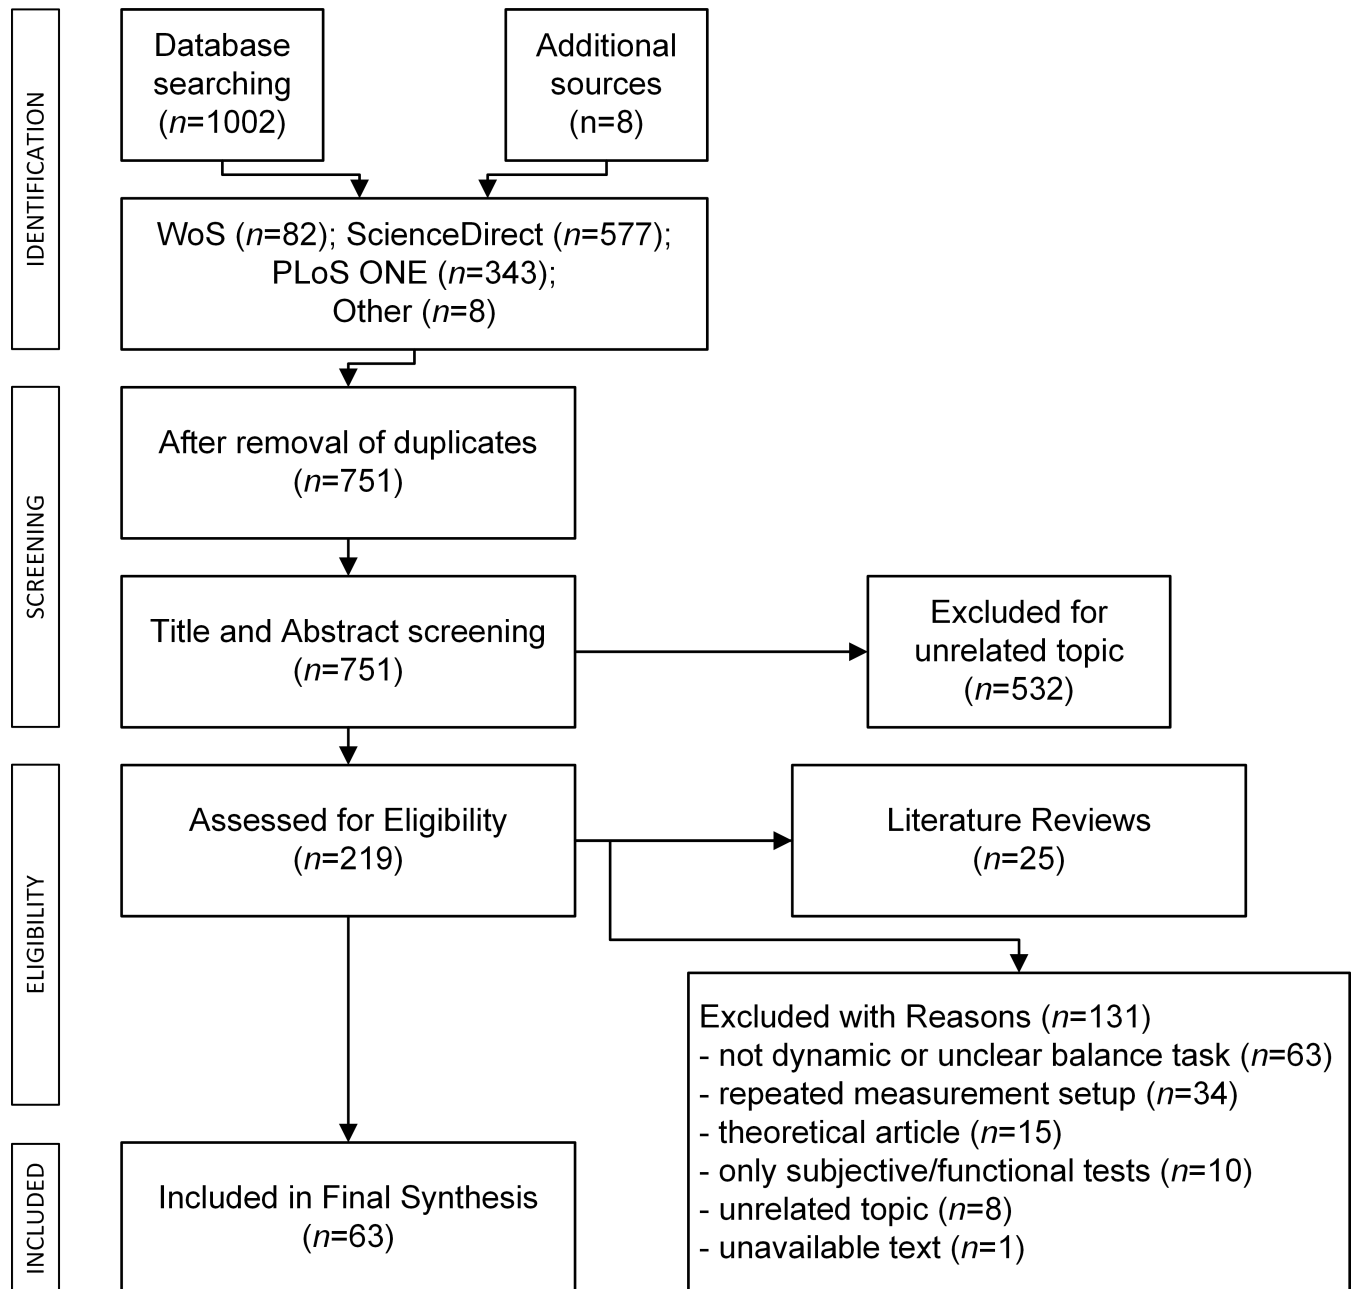 IDENTIFICATION
Database
searching
(n=1002)
Additional
sources
(n=8)
WoS (n=82); ScienceDirect (n=577);
PLoS ONE (n=343);
Other (n=8)
SCREENING
After removal of duplicates
(n=751)
Title and Abstract screening
(n=751)
Excluded for
unrelated topic
(n=532)
ELIGIBILITY
Assessed for Eligibility
(n=219)
Literature Reviews
(n=25)
Excluded with Reasons (n=131)
- not dynamic or unclear balance task (n=63)
- repeated measurement setup (n=34)
- theoretical article (n=15)
- only subjective/functional tests (n=10)
- unrelated topic (n=8)
- unavailable text (n=1)
INCLUDED
Included in Final Synthesis
(n=63)